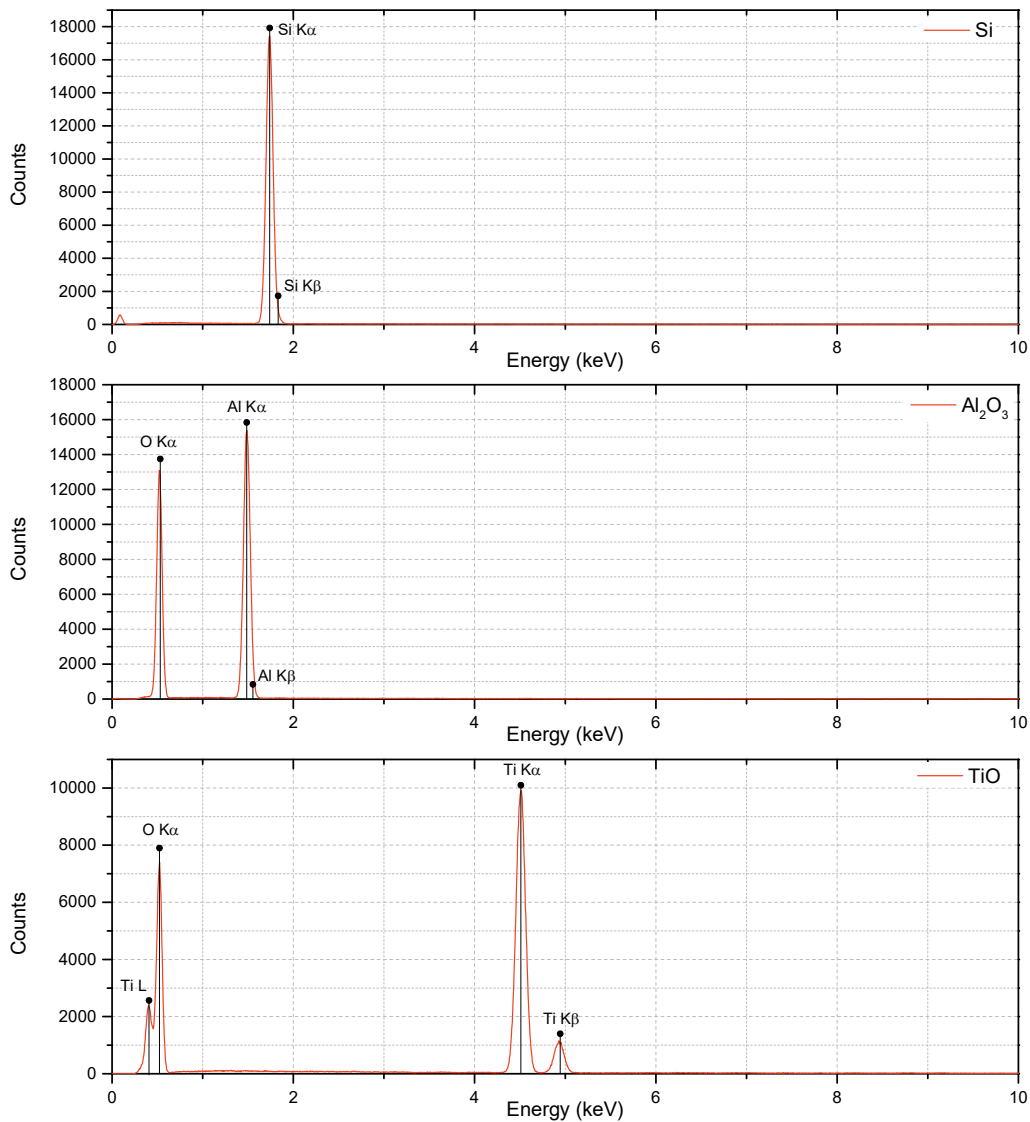 18000
16000
14000
12000
10000
8000
6000
4000
2000
0
Counts
Si Kα
Si Kβ
Si
0 2 4 6 8 10
Energy (keV)
18000
16000
14000
12000
10000
8000
6000
4000
2000
0
Counts
O Kα
Al Kα
Al Kβ
Al₂O₃
0 2 4 6 8 10
Energy (keV)
10000
8000
6000
4000
2000
0
Counts
Ti L
O Kα
Ti Kα
Ti Kβ
TiO
0 2 4 6 8 10
Energy (keV)